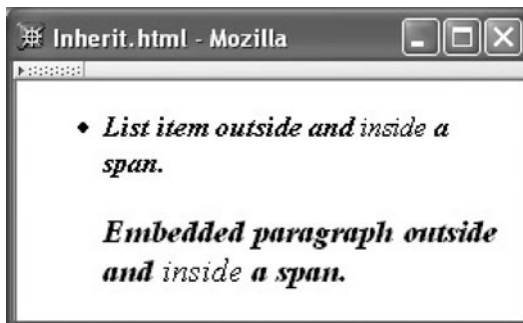 Inherit.html - Mozilla
List item outside and inside a
span.
Embedded paragraph outside
and inside a span.